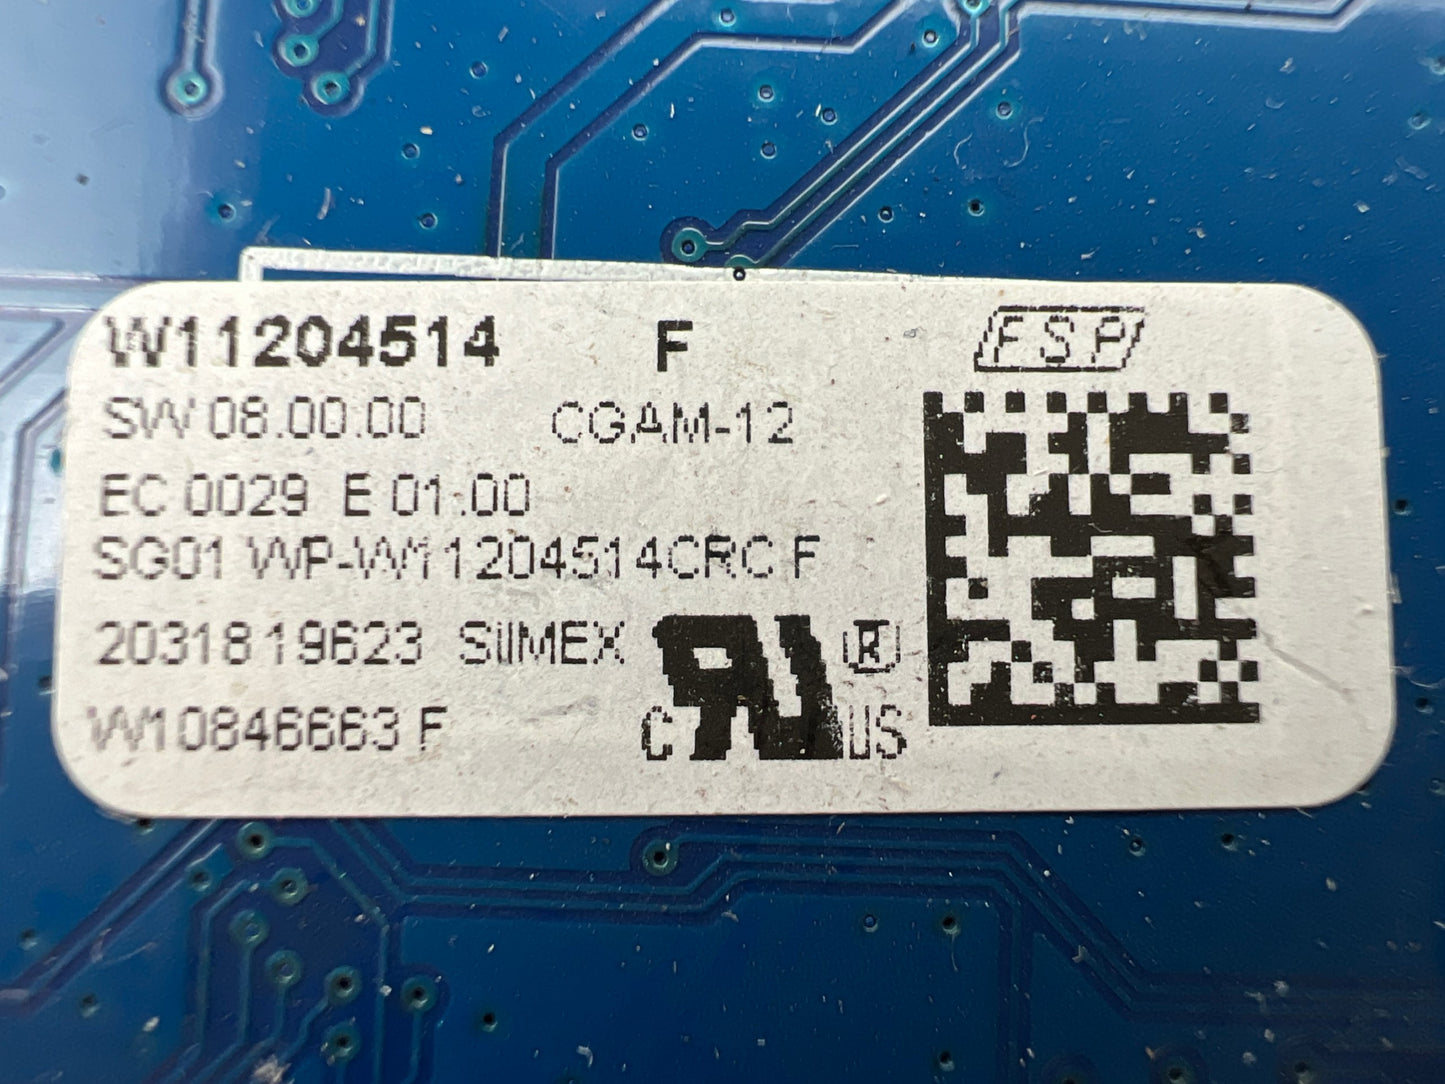 W11204514 F FSP
SW 08.00.00 CGAM-12
EC 0029 E 01.00
SG01 WP-W11204514CRC F
2031819623 SIIMEX
W10846663 F
c UR US ®